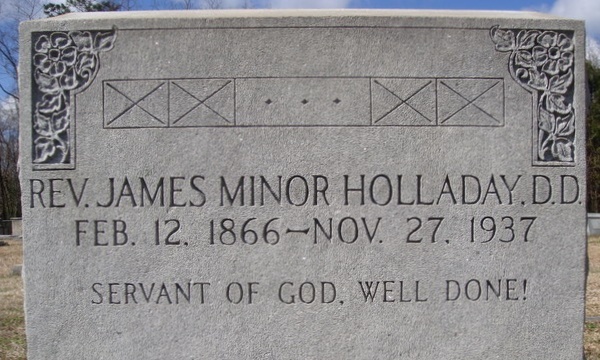 REV. JAMES MINOR HOLLADAY, D.D.
FEB. 12, 1866–NOV. 27, 1937
SERVANT OF GOD, WELL DONE!